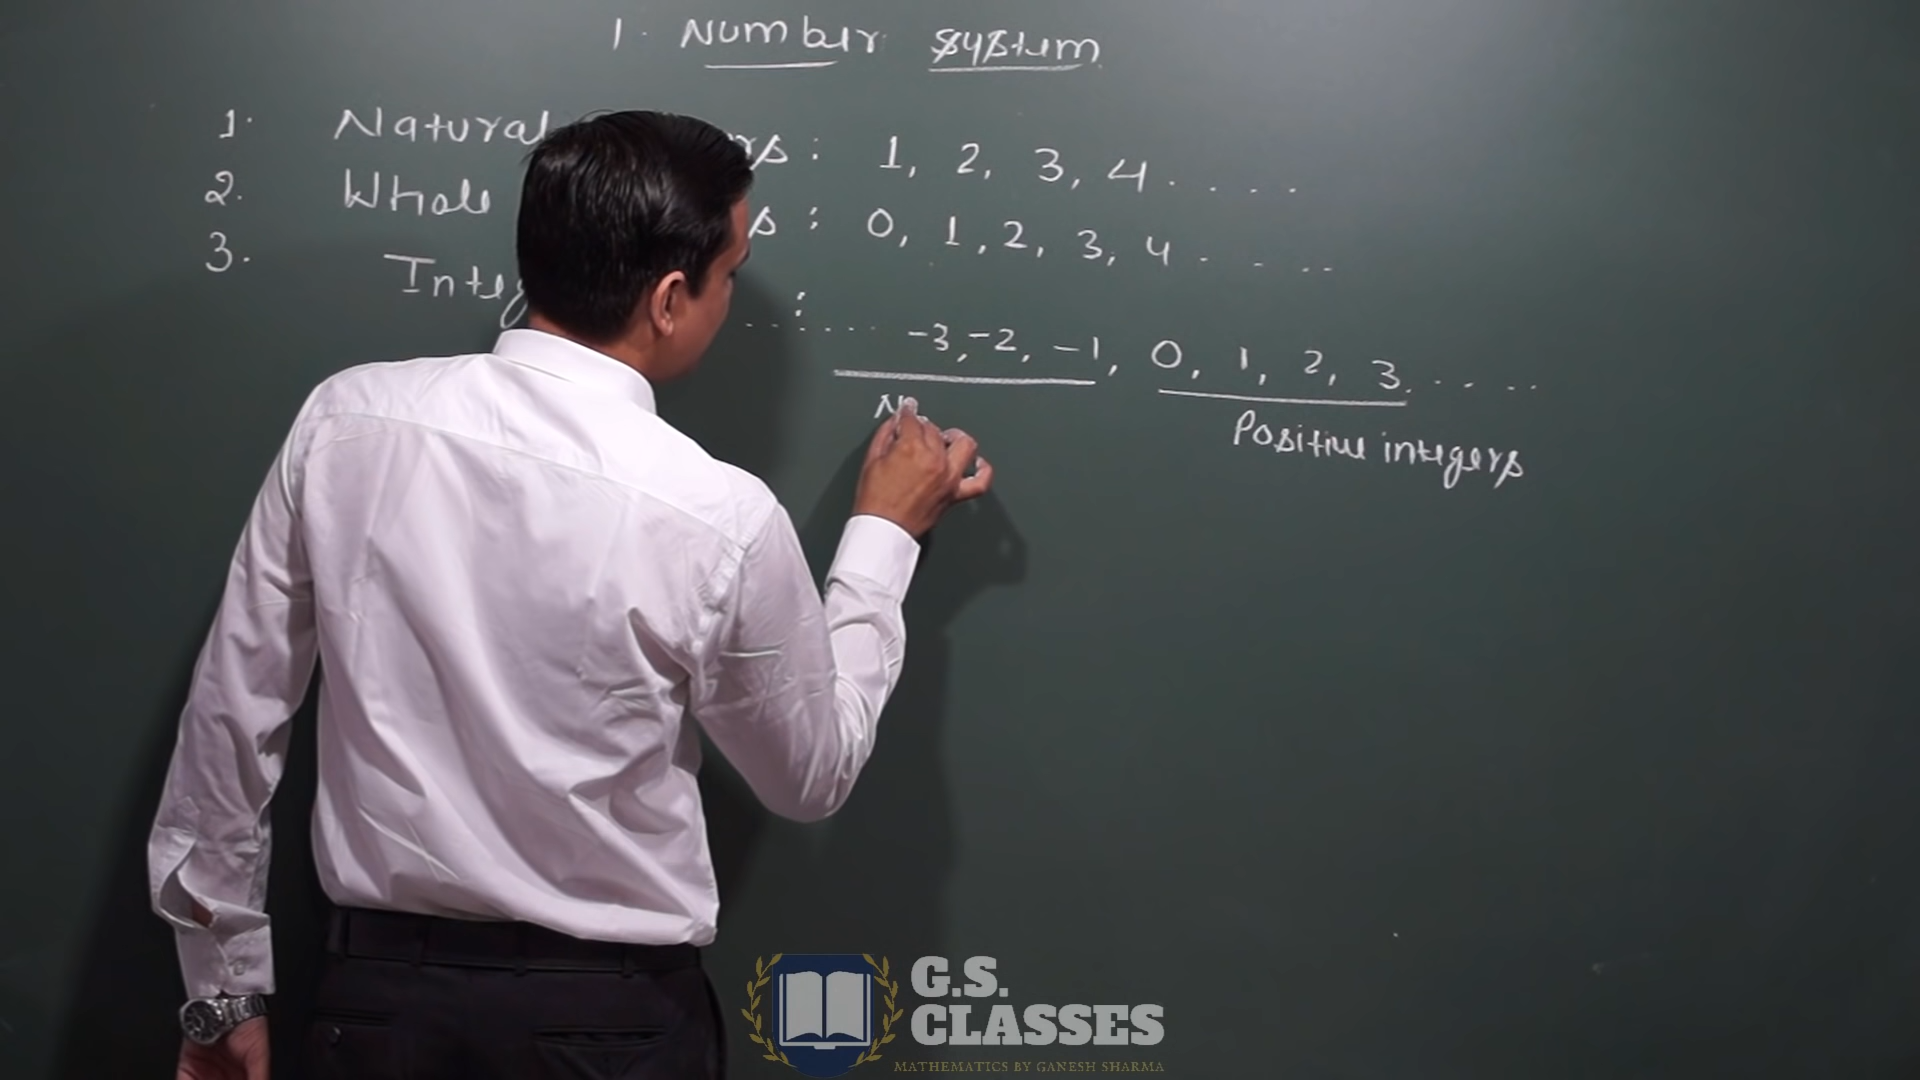 1. Number system
1. Natural rs : 1, 2, 3, 4 . . . .
2. Whole s : 0, 1, 2, 3, 4 . . . .
3. Integ : ..... -3, -2, -1, 0, 1, 2, 3 . . . .
N Positive integers
G.S.
CLASSES
MATHEMATICS BY GANESH SHARMA